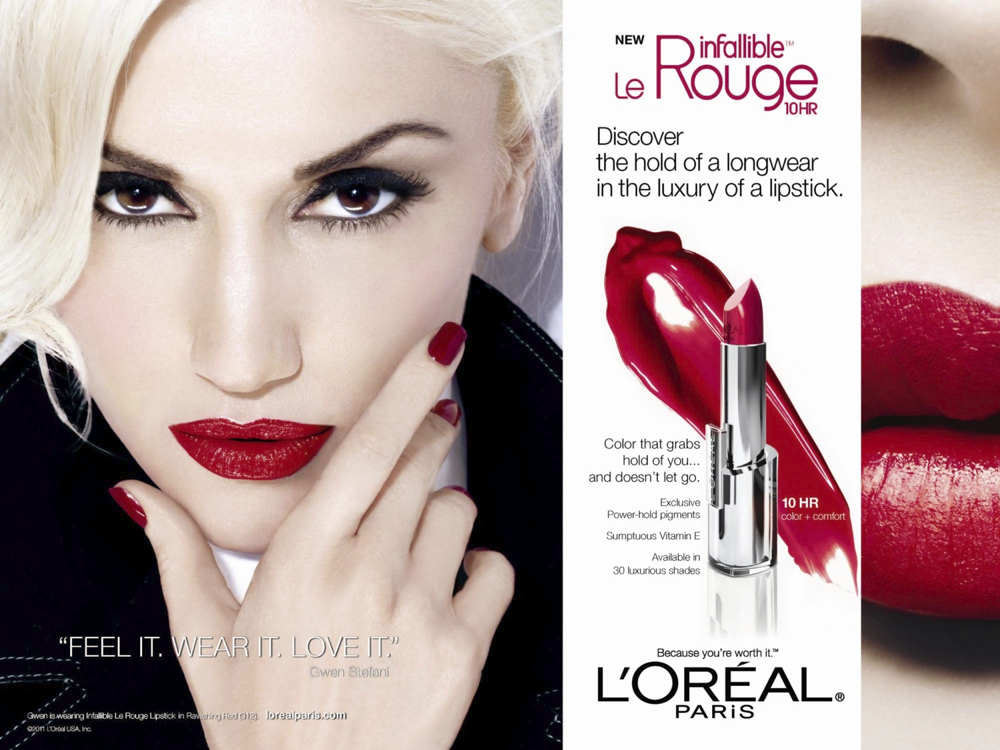 "FEEL IT. WEAR IT. LOVE IT."
Gwen Stefani
Gwen is wearing Infallible Le Rouge Lipstick in Ravishing Red (312). lorealparis.com
©2011 L'Oréal USA, Inc.
NEW
infallible™
Le Rouge
10HR
Discover
the hold of a longwear
in the luxury of a lipstick.
Color that grabs
hold of you...
and doesn't let go.
Exclusive
Power-hold pigments
Sumptuous Vitamin E
Available in
30 luxurious shades
10 HR
color + comfort
Because you're worth it.™
L'ORÉAL®
PARiS